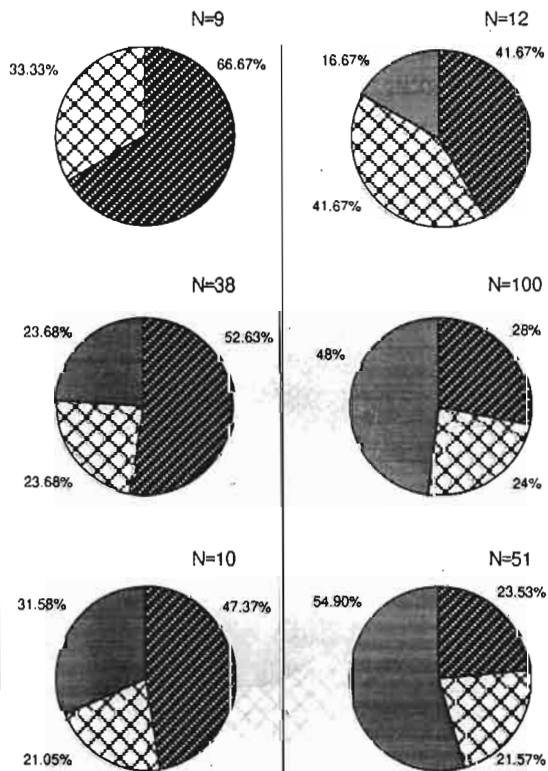 N=9
33.33% 66.67%
N=12
16.67% 41.67%
41.67%
N=38
23.68% 52.63%
23.68%
N=100
48% 28%
24%
N=10
31.58% 47.37%
21.05%
N=51
54.90% 23.53%
21.57%